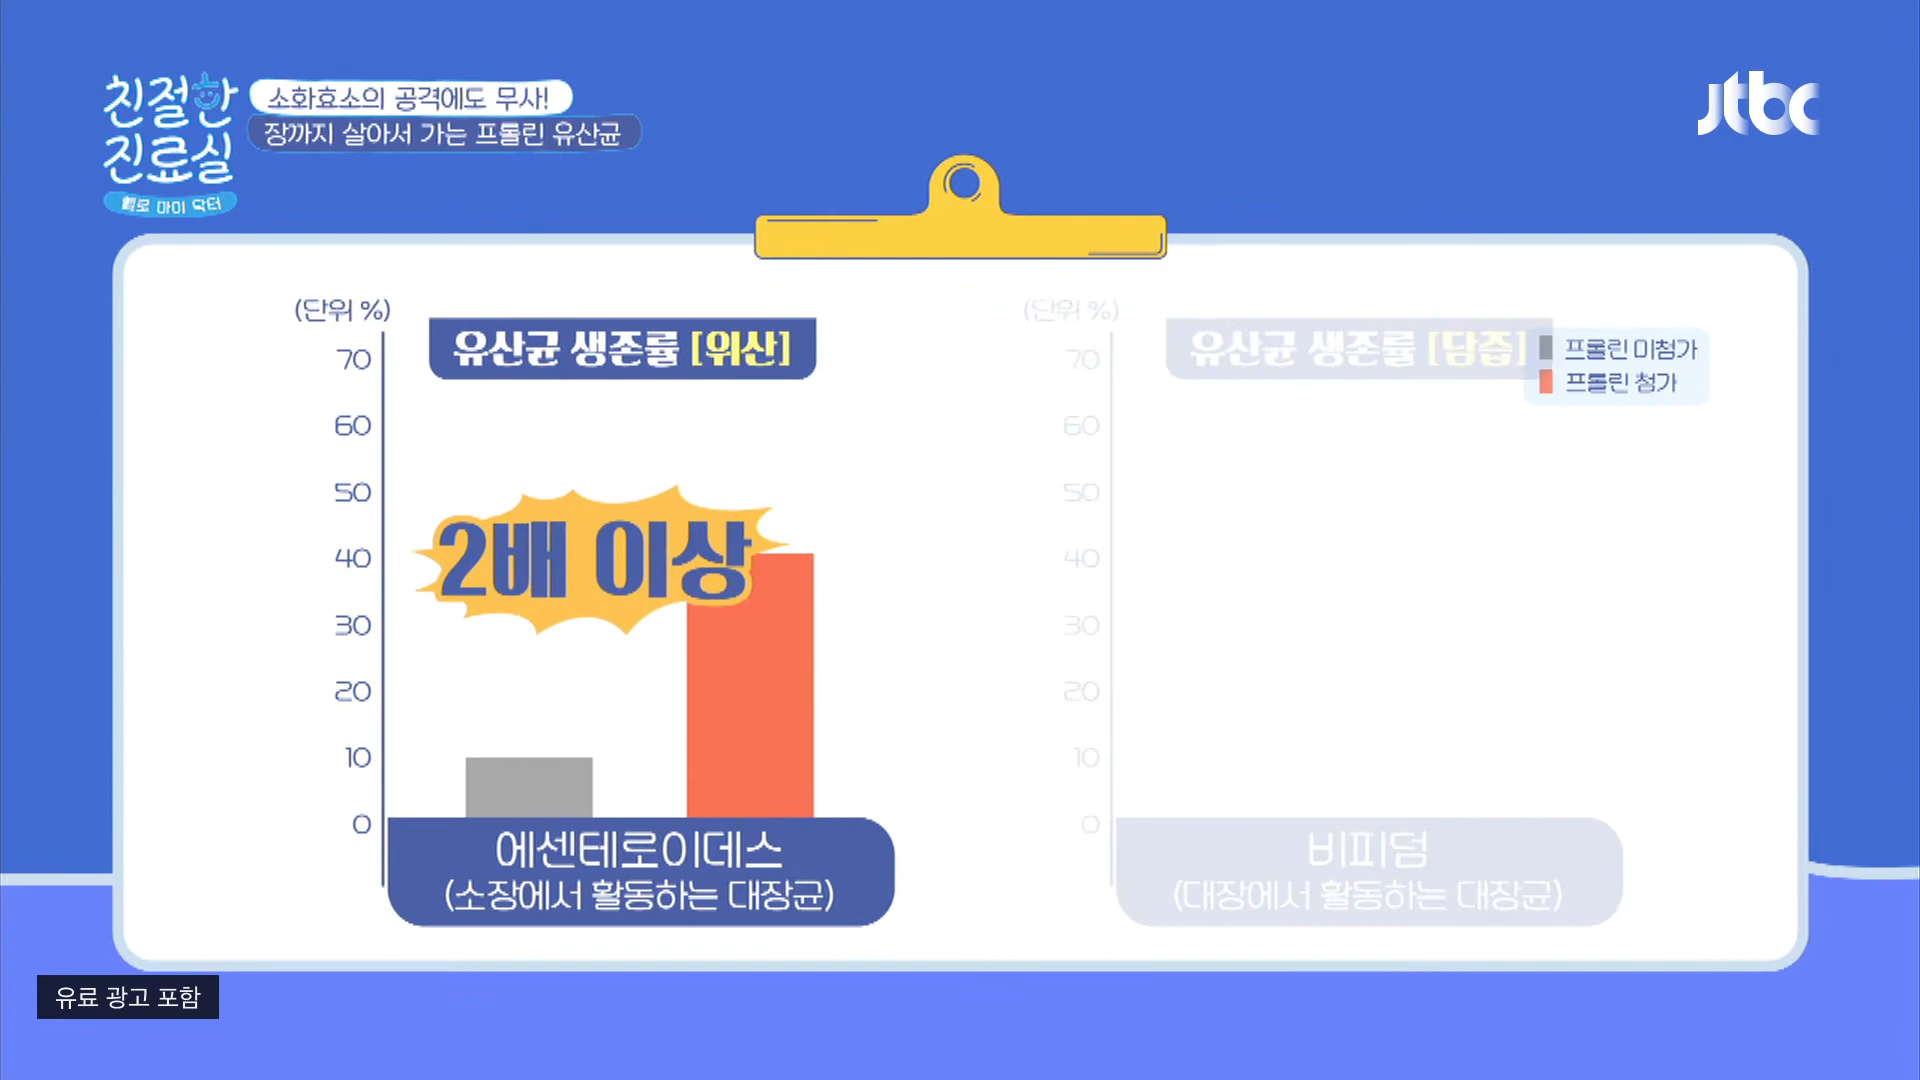 친절한
진료실
헬로 마이 닥터
소화효소의 공격에도 무사!
장까지 살아서 가는 프롤린 유산균
jtbc
(단위 %)
유산균 생존률 [위산]
70
60
50
40
30
20
10
0
2배 이상
에센테로이데스
(소장에서 활동하는 대장균)
(단위 %)
유산균 생존률 [담즙]
프롤린 미첨가
프롤린 첨가
70
60
50
40
30
20
10
0
비피덤
(대장에서 활동하는 대장균)
유료 광고 포함